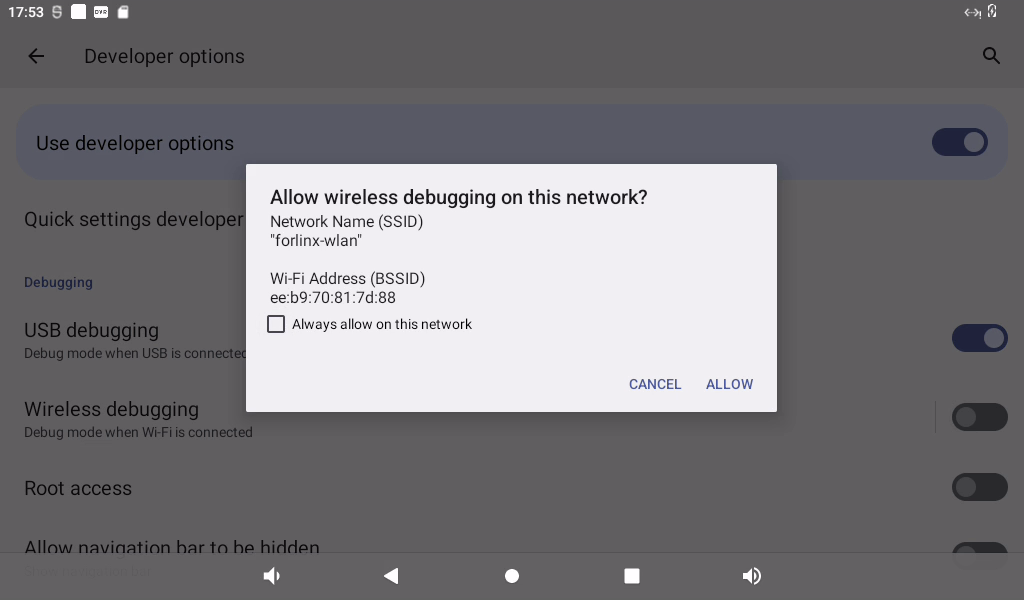 17:53
DVR
Developer options
Use developer options
Quick settings developer
Allow wireless debugging on this network?
Network Name (SSID)
"forlinx-wlan"
Wi-Fi Address (BSSID)
ee:b9:70:81:7d:88
Always allow on this network
CANCEL
ALLOW
Debugging
USB debugging
Debug mode when USB is connected
Wireless debugging
Debug mode when Wi-Fi is connected
Root access
Allow navigation bar to be hidden